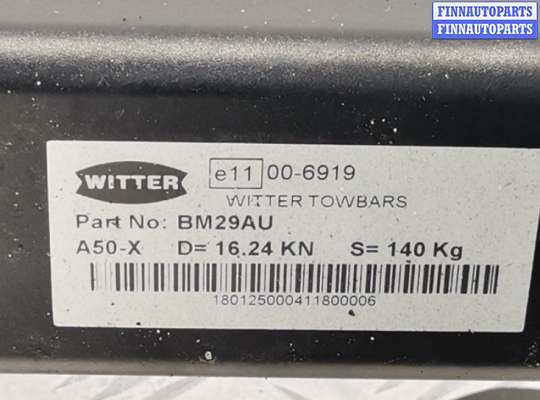 FINNAUTOPARTS
FINNAUTOPARTS
WITTER e11 00-6919
WITTER TOWBARS
Part No: BM29AU
A50-X D= 16.24 KN S= 140 Kg
180125000411800006